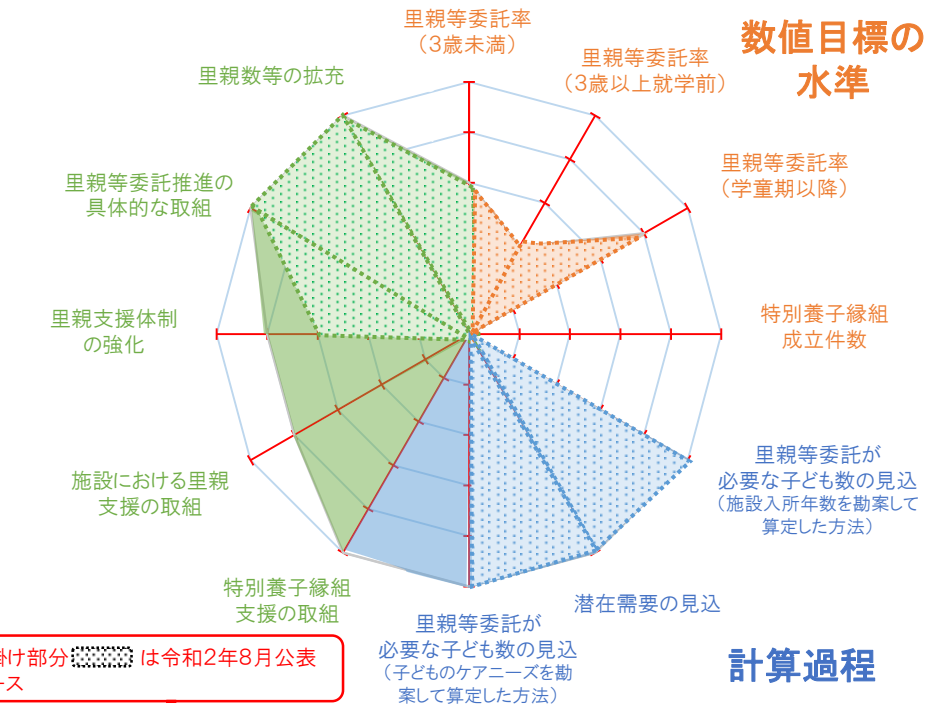 数値目標の
水準
里親等委託率
（3歳未満）
里親等委託率
（3歳以上就学前）
里親等委託率
（学童期以降）
特別養子縁組
成立件数
里親等委託が
必要な子ども数の見込
（施設入所年数を勘案して
算定した方法）
潜在需要の見込
里親等委託が
必要な子ども数の見込
（子どものケアニーズを勘
案して算定した方法）
計算過程
特別養子縁組
支援の取組
施設における里親
支援の取組
里親支援体制
の強化
里親等委託推進の
具体的な取組
里親数等の拡充
掛け部分 は令和2年8月公表
ース